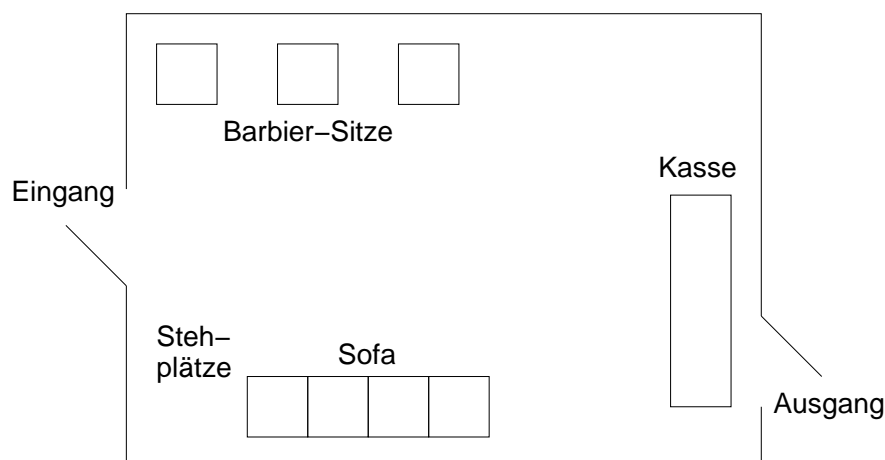 Barbier−Sitze
Kasse
Eingang
Steh−
plätze
Sofa
Ausgang